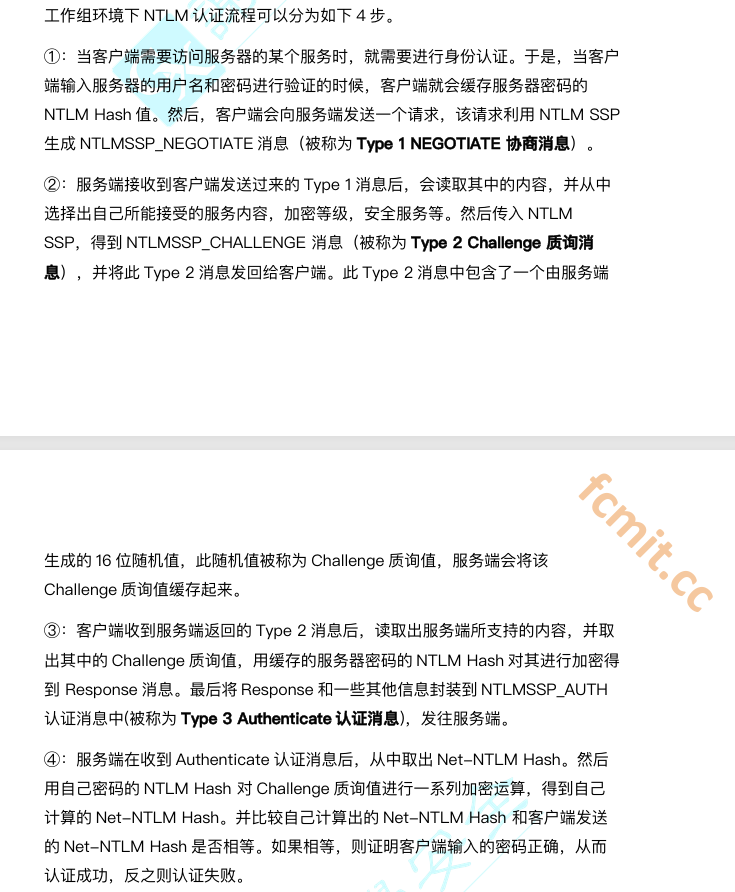 工作组环境下 NTLM 认证流程可以分为如下 4 步。
①：当客户端需要访问服务器的某个服务时，就需要进行身份认证。于是，当客户
端输入服务器的用户名和密码进行验证的时候，客户端就会缓存服务器密码的
NTLM Hash 值。然后，客户端会向服务端发送一个请求，该请求利用 NTLM SSP
生成 NTLMSSP_NEGOTIATE 消息（被称为 Type 1 NEGOTIATE 协商消息）。
②：服务端接收到客户端发送过来的 Type 1 消息后，会读取其中的内容，并从中
选择出自己所能接受的服务内容，加密等级，安全服务等。然后传入 NTLM
SSP，得到 NTLMSSP_CHALLENGE 消息（被称为 Type 2 Challenge 质询消
息），并将此 Type 2 消息发回给客户端。此 Type 2 消息中包含了一个由服务端
fcmit.cc
生成的 16 位随机值，此随机值被称为 Challenge 质询值，服务端会将该
Challenge 质询值缓存起来。
③：客户端收到服务端返回的 Type 2 消息后，读取出服务端所支持的内容，并取
出其中的 Challenge 质询值，用缓存的服务器密码的 NTLM Hash 对其进行加密得
到 Response 消息。最后将 Response 和一些其他信息封装到 NTLMSSP_AUTH
认证消息中(被称为 Type 3 Authenticate 认证消息)，发往服务端。
④：服务端在收到 Authenticate 认证消息后，从中取出 Net-NTLM Hash。然后
用自己密码的 NTLM Hash 对 Challenge 质询值进行一系列加密运算，得到自己
计算的 Net-NTLM Hash。并比较自己计算出的 Net-NTLM Hash 和客户端发送
的 Net-NTLM Hash 是否相等。如果相等，则证明客户端输入的密码正确，从而
认证成功，反之则认证失败。